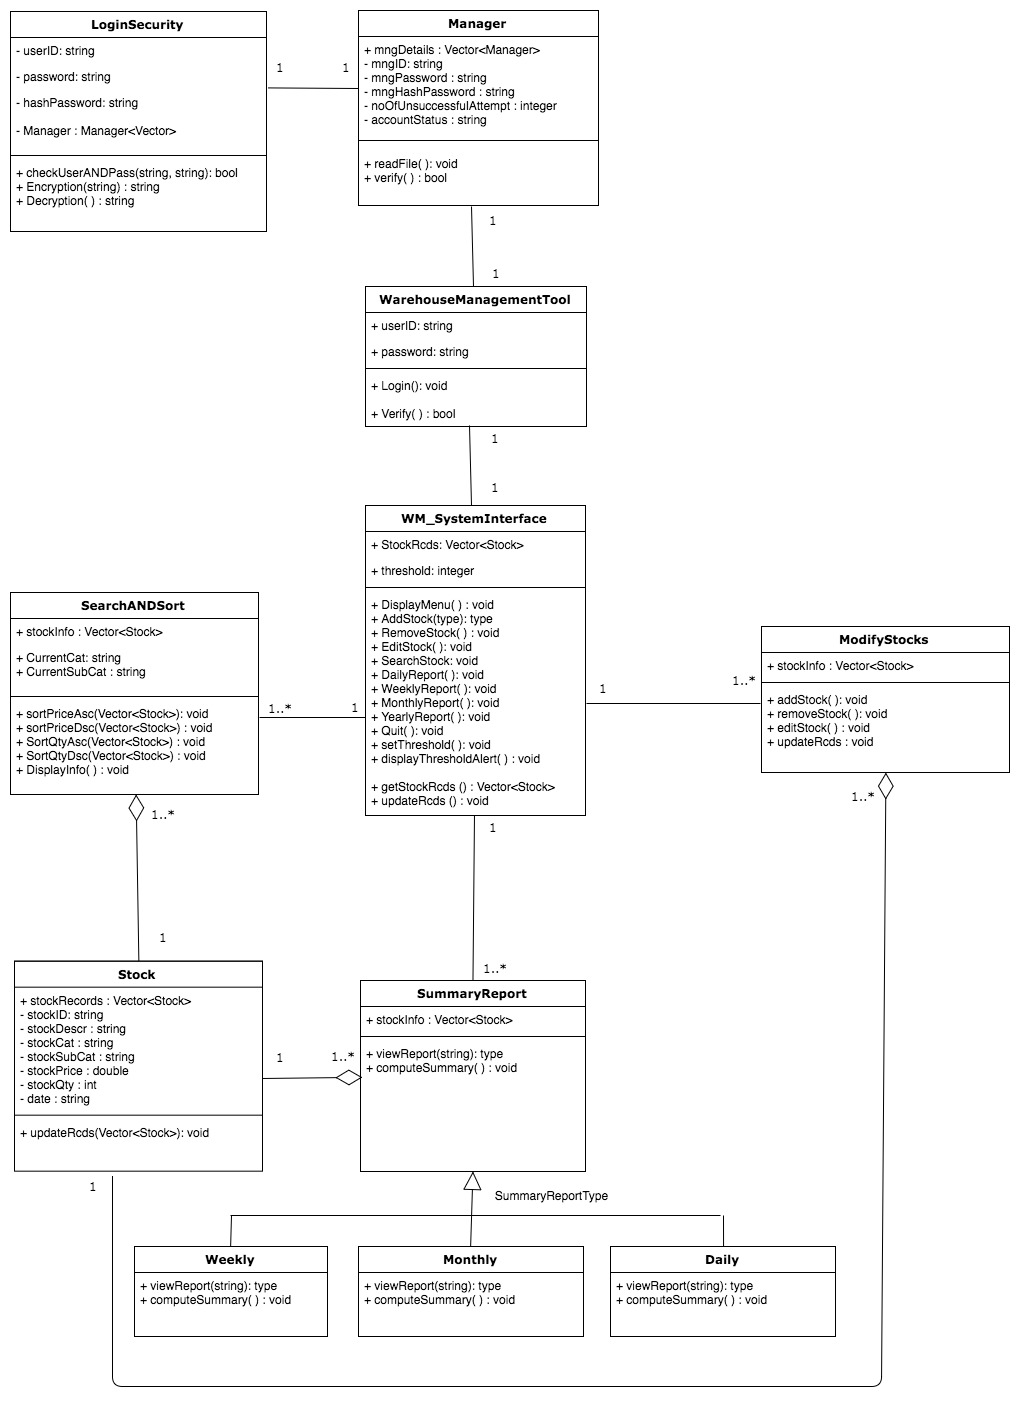 LoginSecurity
- userID: string
- password: string
- hashPassword: string
- Manager : Manager<Vector>
+ checkUserANDPass(string, string): bool
+ Encryption(string) : string
+ Decryption( ) : string
1
1
Manager
+ mngDetails : Vector<Manager>
- mngID: string
- mngPassword : string
- mngHashPassword : string
- noOfUnsuccessfulAttempt : integer
- accountStatus : string
+ readFile( ): void
+ verify( ) : bool
1
1
WarehouseManagementTool
+ userID: string
+ password: string
+ Login(): void
+ Verify( ) : bool
1
1
WM_SystemInterface
+ StockRcds: Vector<Stock>
+ threshold: integer
+ DisplayMenu( ) : void
+ AddStock(type): type
+ RemoveStock( ) : void
+ EditStock( ) : void
+ SearchStock: void
+ DailyReport( ) : void
+ WeeklyReport( ) : void
+ MonthlyReport( ) : void
+ YearlyReport( ) : void
+ Quit( ) : void
+ setThreshold( ) : void
+ displayThresholdAlert( ) : void
+ getStockRcds () : Vector<Stock>
+ updateRcds () : void
SearchANDSort
+ stockInfo : Vector<Stock>
+ CurrentCat: string
+ CurrentSubCat : string
+ sortPriceAsc(Vector<Stock>): void
+ sortPriceDsc(Vector<Stock>) : void
+ SortQtyAsc(Vector<Stock>) : void
+ SortQtyDsc(Vector<Stock>) : void
+ DisplayInfo( ) : void
1..*
1
1
1..*
ModifyStocks
+ stockInfo : Vector<Stock>
+ addStock( ): void
+ removeStock( ) : void
+ editStock( ) : void
+ updateRcds : void
1..*
1..*
1
1
1..*
Stock
+ stockRecords : Vector<Stock>
- stockID: string
- stockDescr : string
- stockCat : string
- stockSubCat : string
- stockPrice : double
- stockQty : int
- date : string
+ updateRcds(Vector<Stock>): void
1
1..*
SummaryReport
+ stockInfo : Vector<Stock>
+ viewReport(string): type
+ computeSummary( ) : void
1
SummaryReportType
Weekly
+ viewReport(string): type
+ computeSummary( ) : void
Monthly
+ viewReport(string): type
+ computeSummary( ) : void
Daily
+ viewReport(string): type
+ computeSummary( ) : void